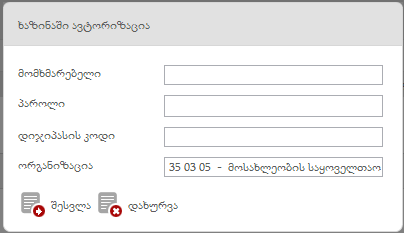 ხაზინაში ავტორიზაცია
მომხმარებელი
პაროლი
დიჯიპასის კოდი
ორგანიზაცია 35 03 05 - მოსახლეობის საყოველთაო
შესვლა დახურვა